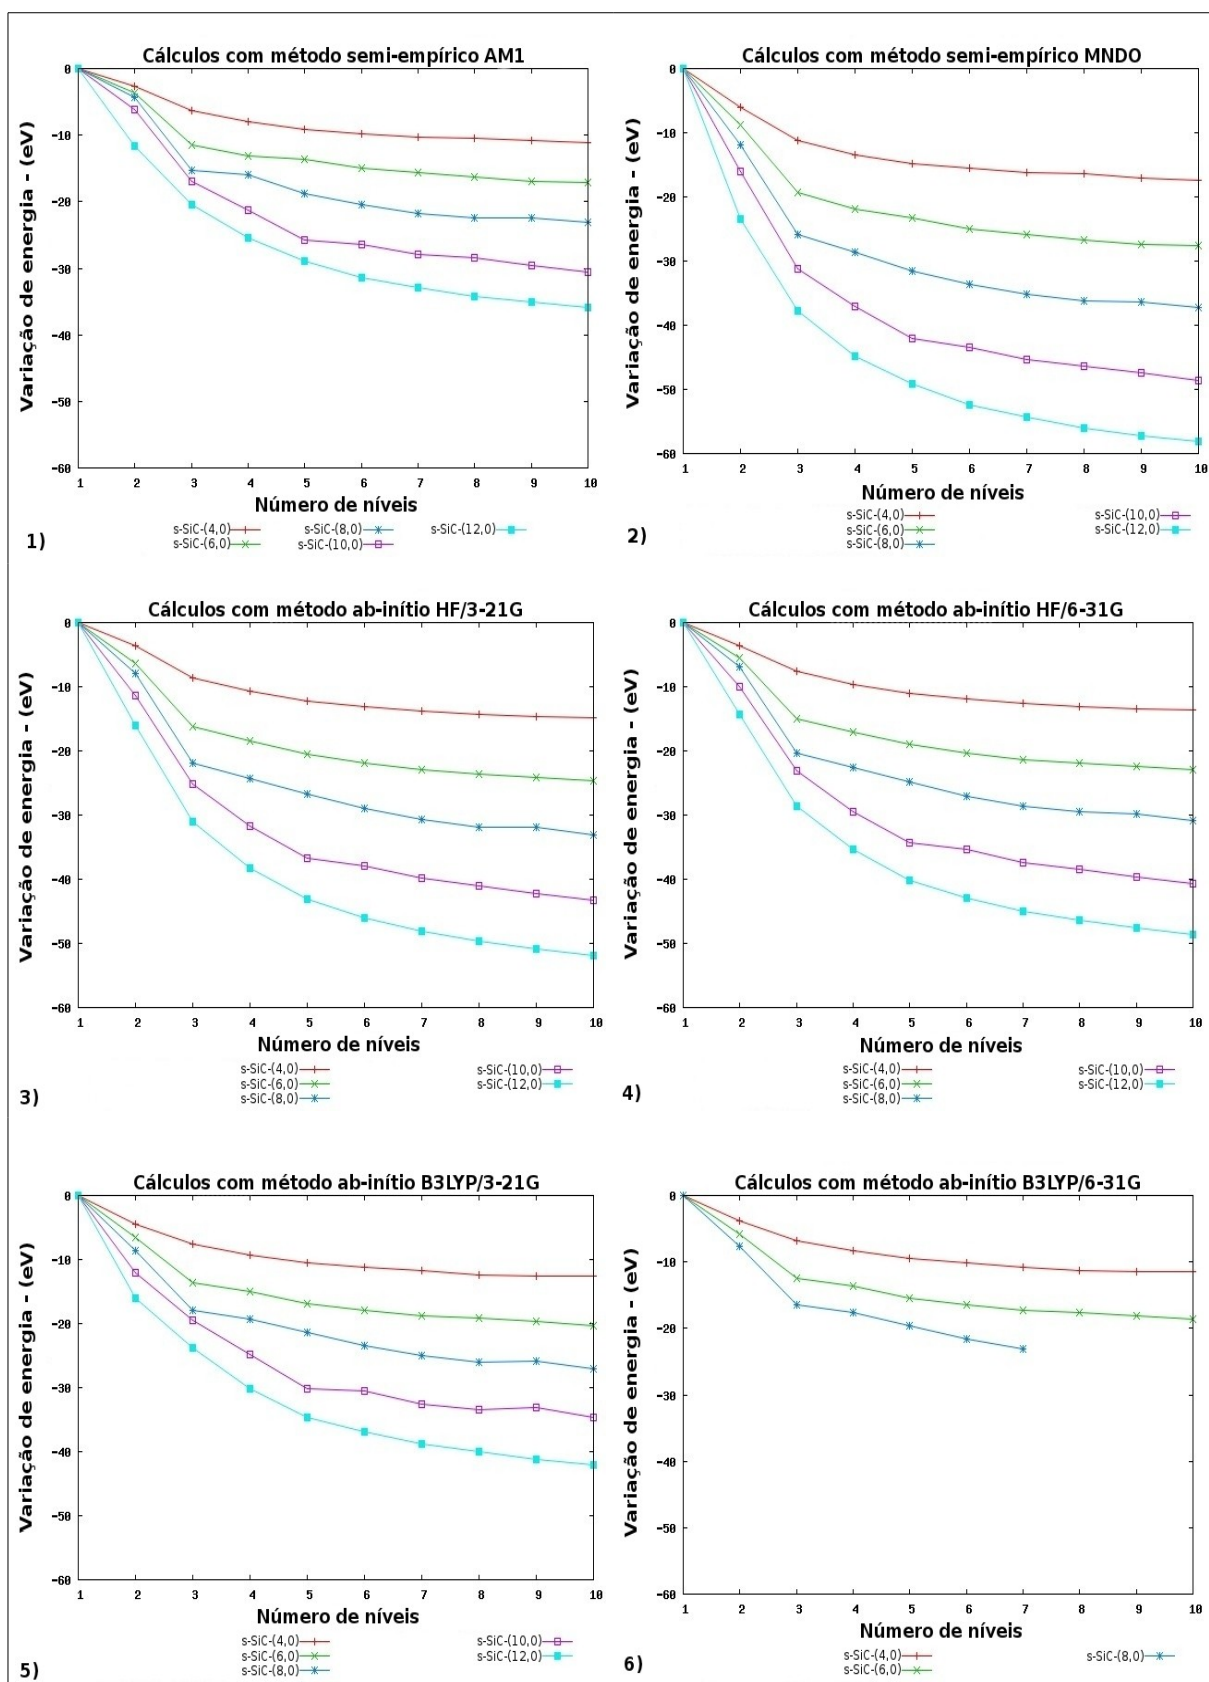 Cálculos com método semi-empírico AM1
Variação de energia - (eV)
0
-10
-20
-30
-40
-50
-60
1 2 3 4 5 6 7 8 9 10
Número de níveis
s-SiC-(4,0) s-SiC-(8,0) s-SiC-(12,0)
s-SiC-(6,0) s-SiC-(10,0)
1)
Cálculos com método semi-empírico MNDO
Variação de energia - (eV)
0
-10
-20
-30
-40
-50
-60
1 2 3 4 5 6 7 8 9 10
Número de níveis
s-SiC-(4,0) s-SiC-(10,0)
s-SiC-(6,0) s-SiC-(12,0)
s-SiC-(8,0)
2)
Cálculos com método ab-inítio HF/3-21G
Variação de energia - (eV)
0
-10
-20
-30
-40
-50
-60
1 2 3 4 5 6 7 8 9 10
Número de níveis
s-SiC-(4,0) s-SiC-(10,0)
s-SiC-(6,0) s-SiC-(12,0)
s-SiC-(8,0)
3)
Cálculos com método ab-inítio HF/6-31G
Variação de energia - (eV)
0
-10
-20
-30
-40
-50
-60
1 2 3 4 5 6 7 8 9 10
Número de níveis
s-SiC-(4,0) s-SiC-(10,0)
s-SiC-(6,0) s-SiC-(12,0)
s-SiC-(8,0)
4)
Cálculos com método ab-inítio B3LYP/3-21G
Variação de energia - (eV)
0
-10
-20
-30
-40
-50
-60
1 2 3 4 5 6 7 8 9 10
Número de níveis
s-SiC-(4,0) s-SiC-(10,0)
s-SiC-(6,0) s-SiC-(12,0)
s-SiC-(8,0)
5)
Cálculos com método ab-inítio B3LYP/6-31G
Variação de energia - (eV)
0
-10
-20
-30
-40
-50
-60
1 2 3 4 5 6 7 8 9 10
Número de níveis
s-SiC-(4,0) s-SiC-(8,0)
s-SiC-(6,0)
6)